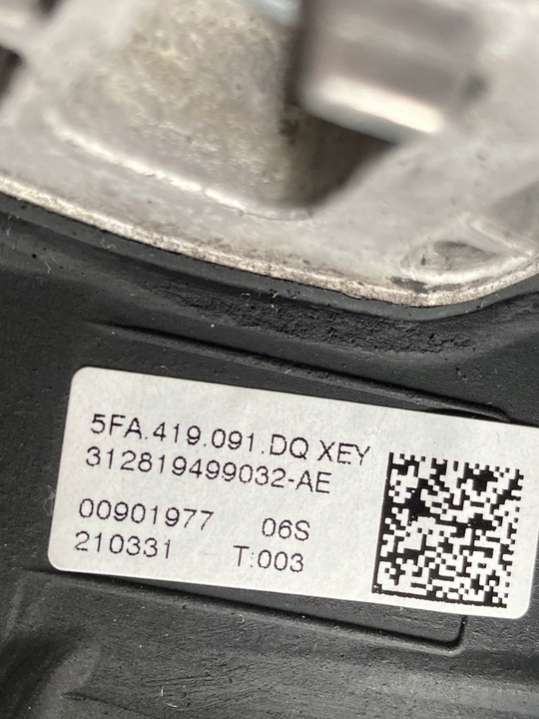 5FA.419.091.DQ XEY
312819499032-AE
00901977 06S
210331 T:003